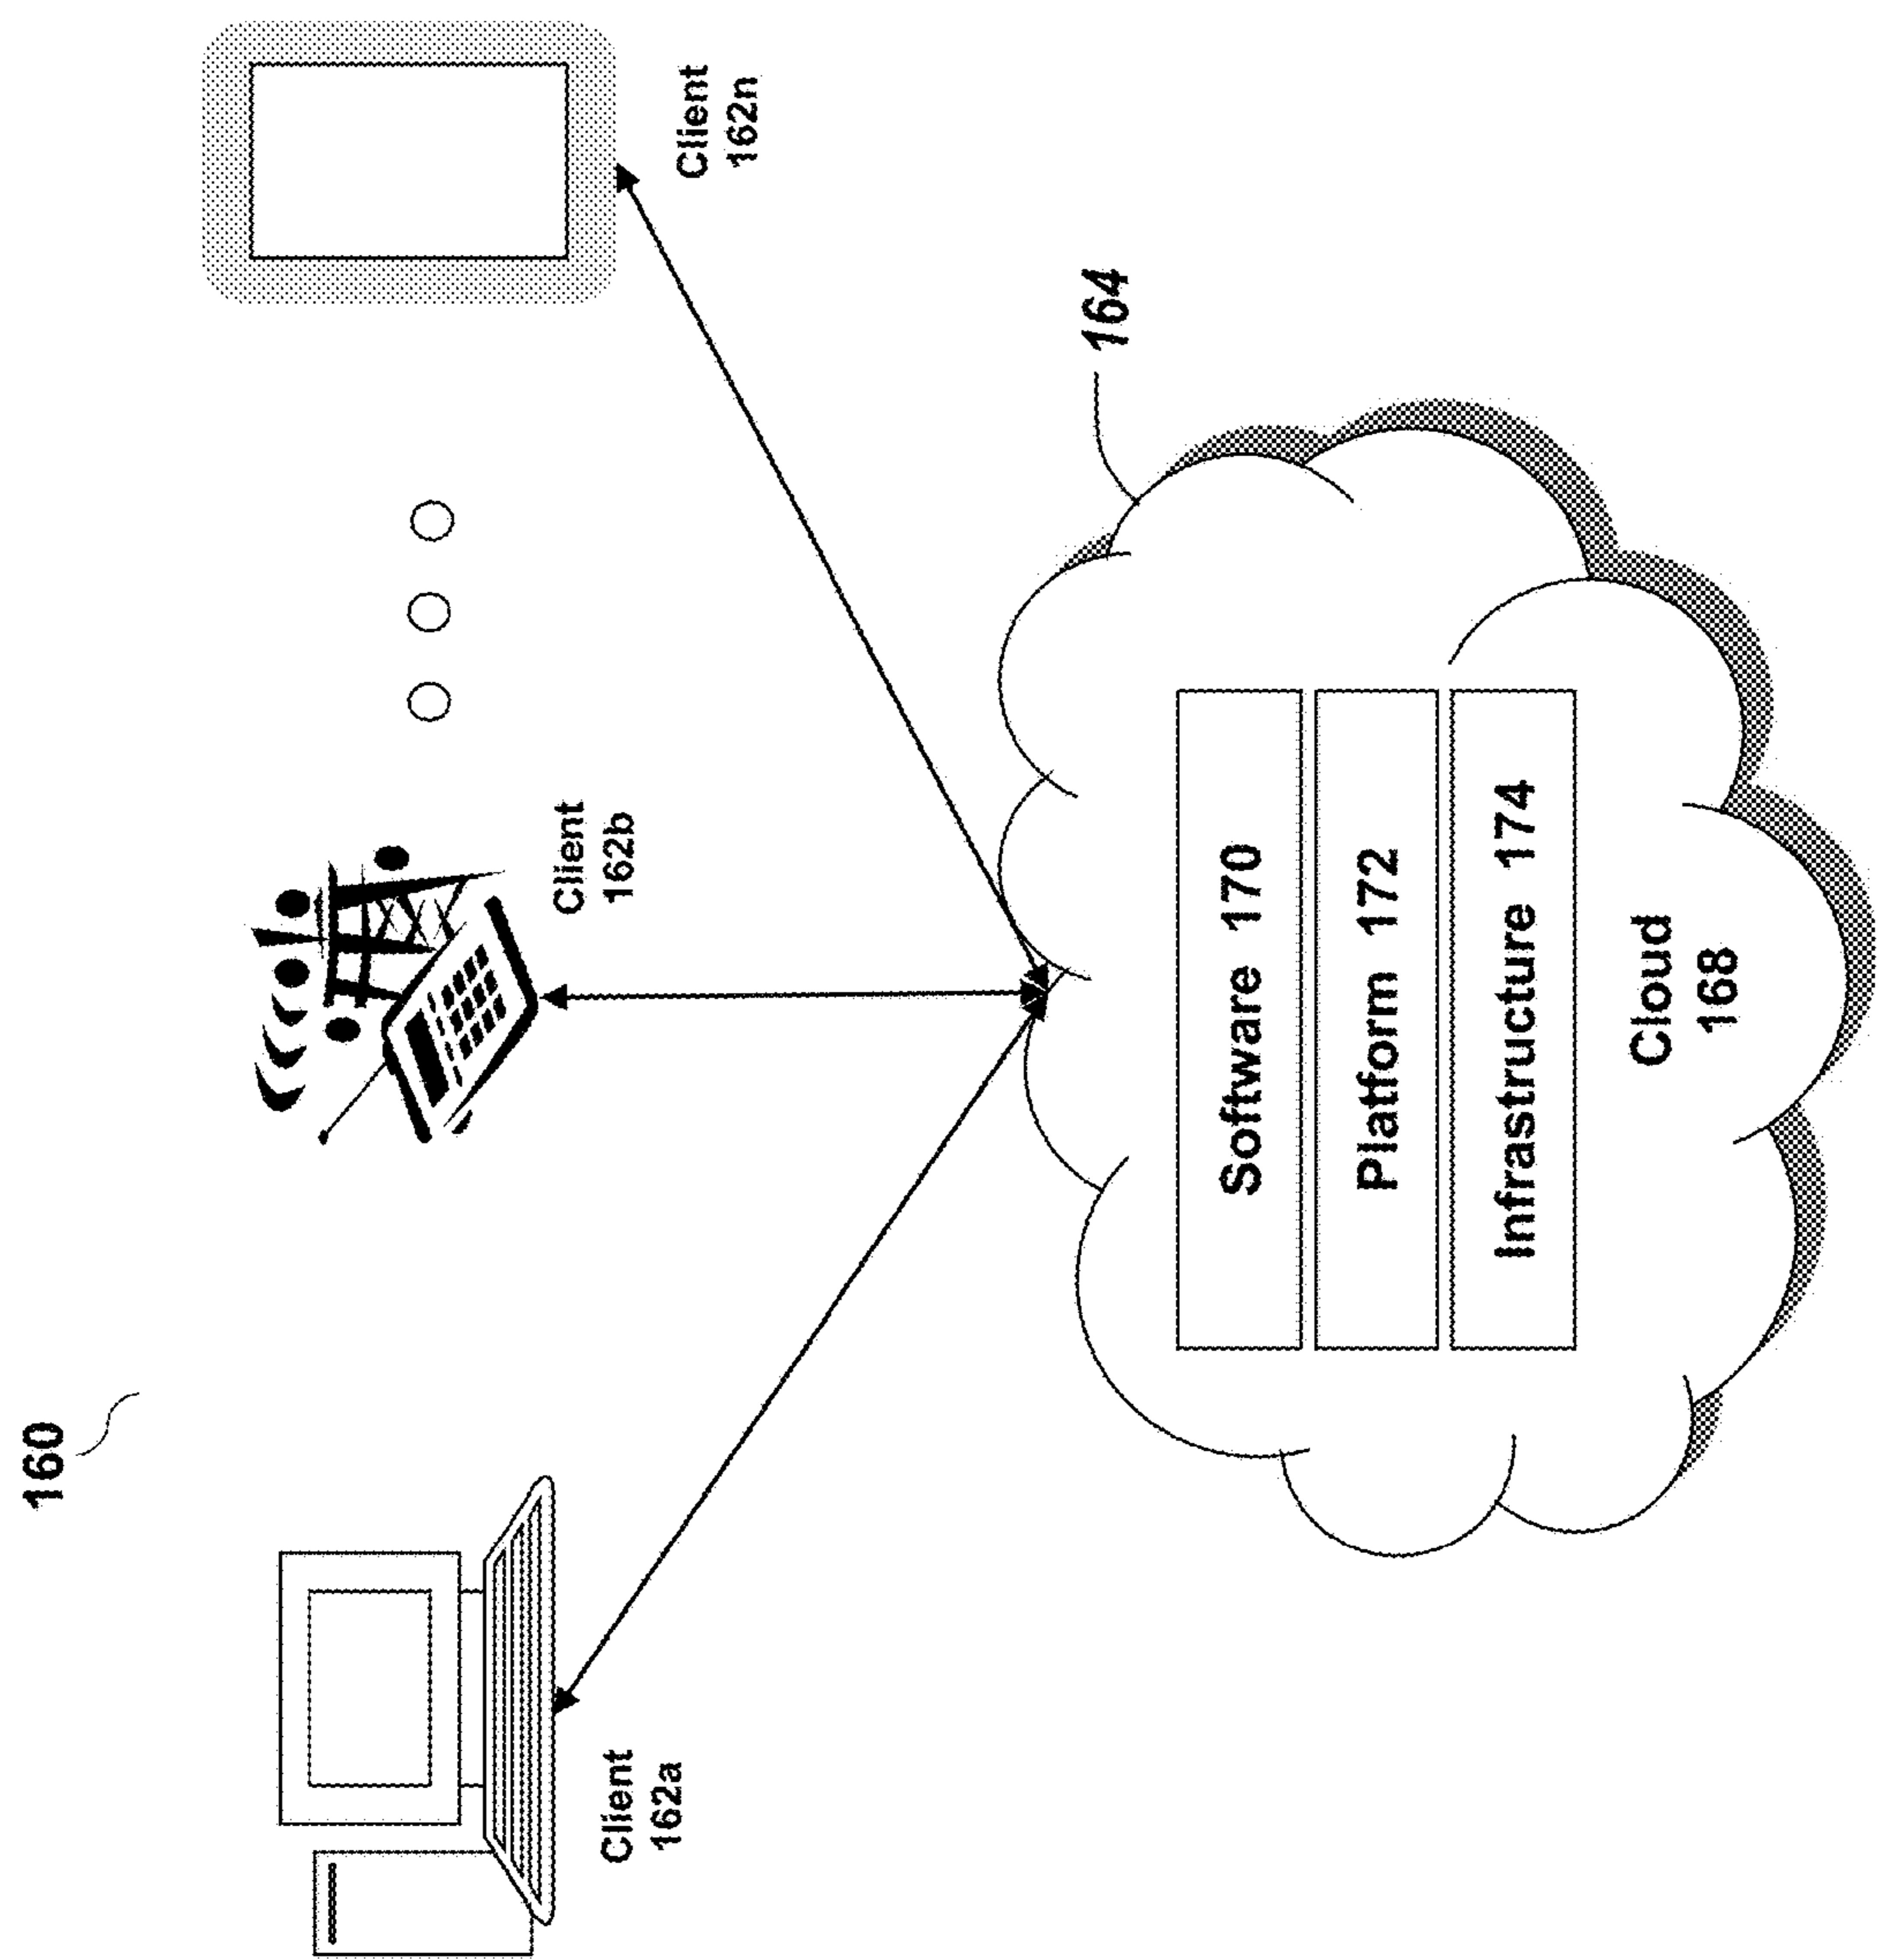 160
Client
162a
Client
162b
Client
162n
164
Software 170
Platform 172
Infrastructure 174
Cloud
168